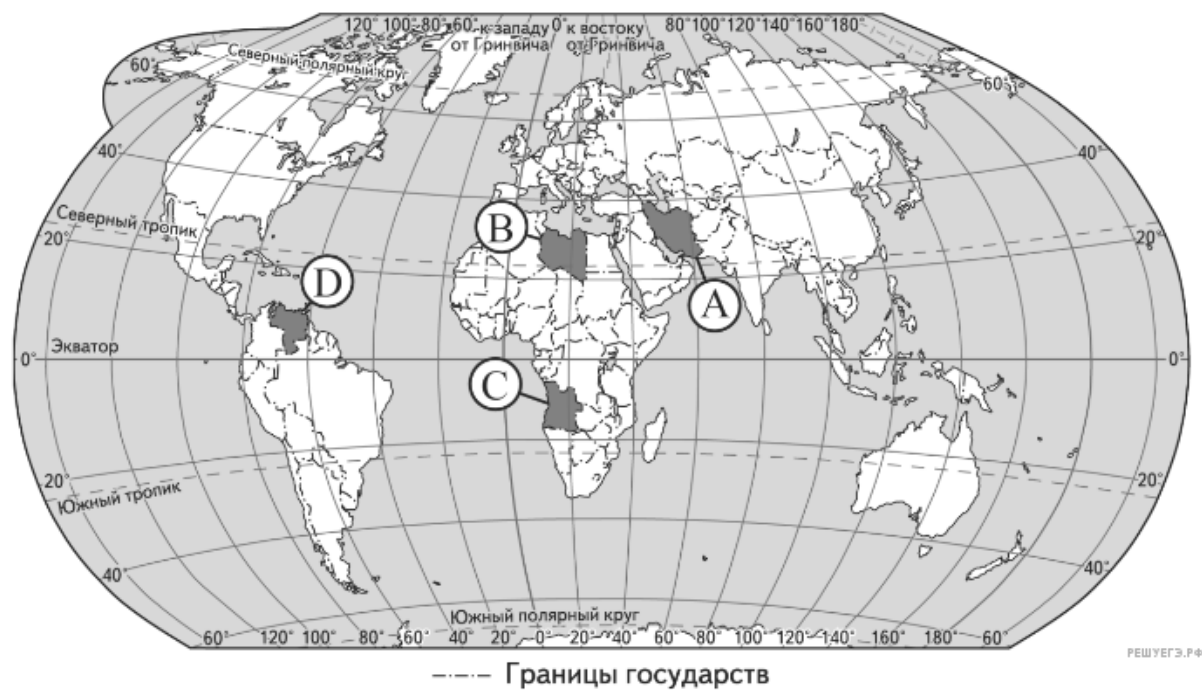 120° 100° 80° 60° к западу 0° к востоку 80° 100° 120° 140° 160° 180°
от Гринвича от Гринвича
60° Северный полярный круг 60°
40° 40°
Северный тропик
20° 20°
B
D
A
Экватор
0° 0°
C
20° 20°
Южный тропик
40° 40°
Южный полярный круг
60° 120° 100° 80° 60° 40° 20° 0° 20° 40° 60° 80° 100° 120° 140° 160° 180° 60°
РЕШУЕГЭ.РФ
Границы государств